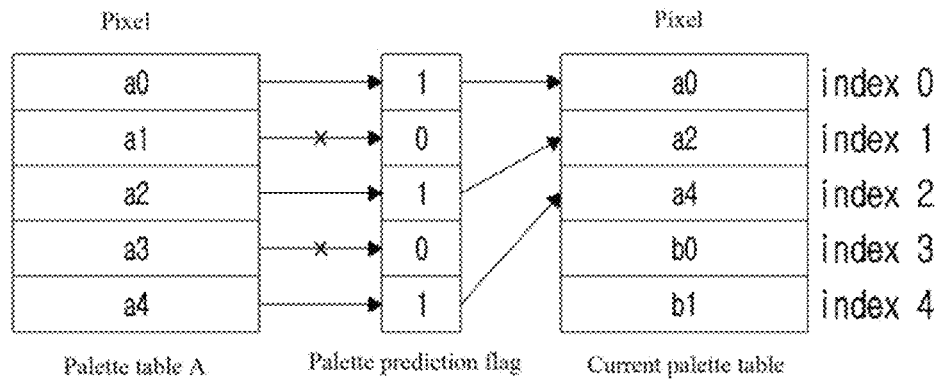 Pixel Pixel
a0 1 a0 index 0
a1 0 a2 index 1
a2 1 a4 index 2
a3 0 b0 index 3
a4 1 b1 index 4
Palette table A Palette prediction flag Current palette table